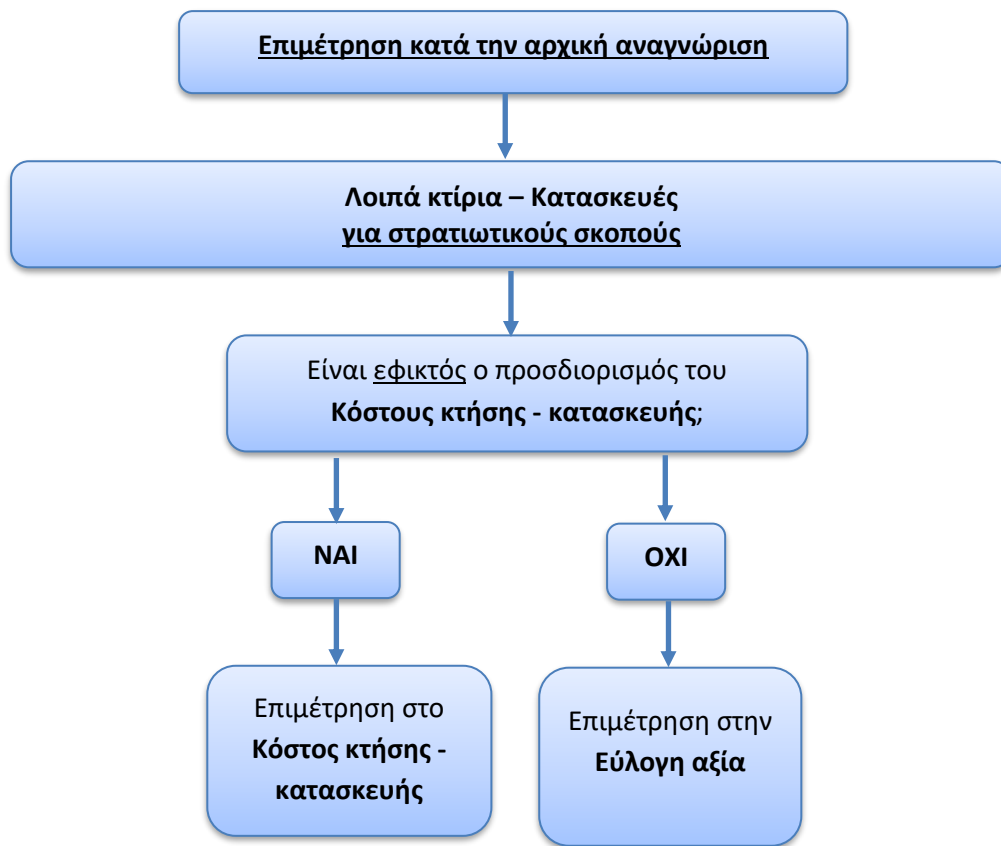 Επιμέτρηση κατά την αρχική αναγνώριση
Λοιπά κτίρια – Κατασκευές
για στρατιωτικούς σκοπούς
Είναι εφικτός ο προσδιορισμός του
Κόστους κτήσης - κατασκευής;
ΝΑΙ
ΟΧΙ
Επιμέτρηση στο
Κόστος κτήσης -
κατασκευής
Επιμέτρηση στην
Εύλογη αξία